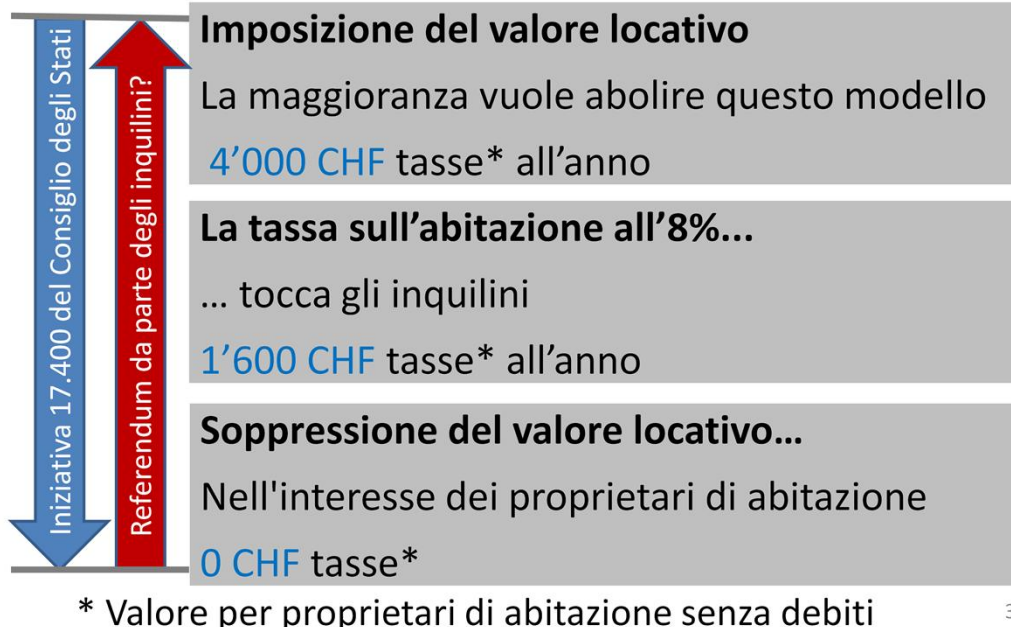 Iniziativa 17.400 del Consiglio degli Stati
Referendum da parte degli inquilini?
Imposizione del valore locativo
La maggioranza vuole abolire questo modello
4’000 CHF tasse* all’anno
La tassa sull’abitazione all’8%...
... tocca gli inquilini
1’600 CHF tasse* all’anno
Soppressione del valore locativo...
Nell'interesse dei proprietari di abitazione
0 CHF tasse*
* Valore per proprietari di abitazione senza debiti
3